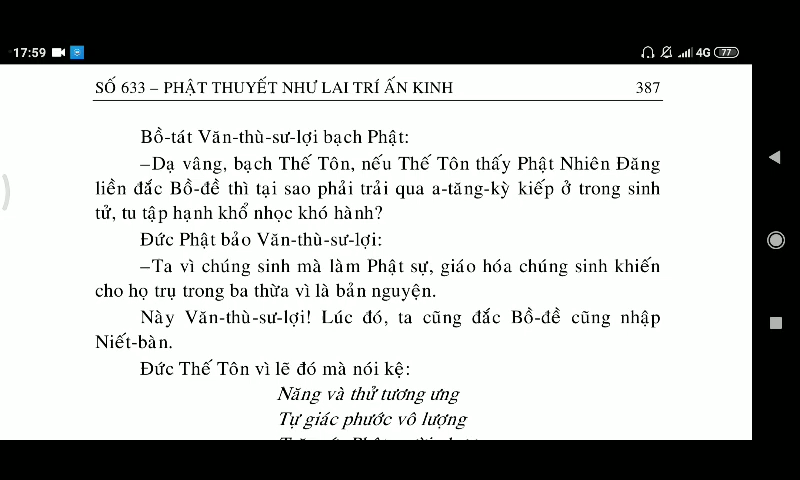 17:59
4G 77
SỐ 633 – PHẬT THUYẾT NHƯ LAI TRÍ ẤN KINH 387
Bồ-tát Văn-thù-sư-lợi bạch Phật:
–Dạ vâng, bạch Thế Tôn, nếu Thế Tôn thấy Phật Nhiên Đăng
liền đắc Bồ-đề thì tại sao phải trải qua a-tăng-kỳ kiếp ở trong sinh
tử, tu tập hạnh khổ nhọc khó hành?
Đức Phật bảo Văn-thù-sư-lợi:
–Ta vì chúng sinh mà làm Phật sự, giáo hóa chúng sinh khiến
cho họ trụ trong ba thừa vì là bản nguyện.
Này Văn-thù-sư-lợi! Lúc đó, ta cũng đắc Bồ-đề cũng nhập
Niết-bàn.
Đức Thế Tôn vì lẽ đó mà nói kệ:
Năng và thử tương ưng
Tự giác phước vô lượng